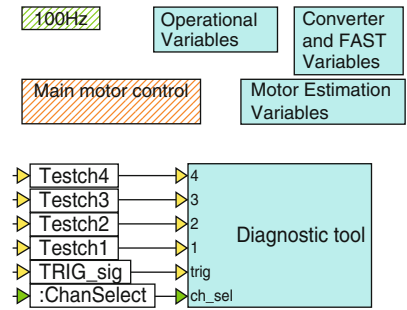 100Hz
Operational
Variables
Converter
and FAST
Variables
Main motor control
Motor Estimation
Variables
Testch4
4
Testch3
3
Testch2
2
Testch1
1
Diagnostic tool
TRIG_sig
trig
:ChanSelect
ch_sel